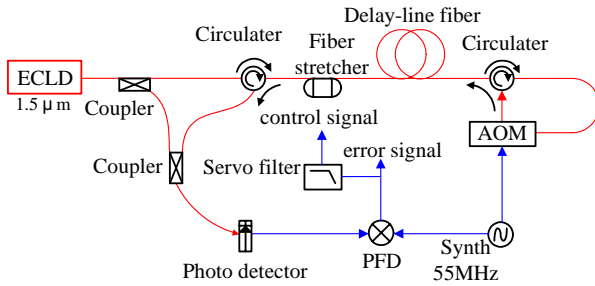 Delay-line fiber
Circulater
Fiber
stretcher
Circulater
ECLD
1.5 μ m
Coupler
control signal
AOM
Coupler
Servo filter
error signal
Photo detector
PFD
Synth
55MHz